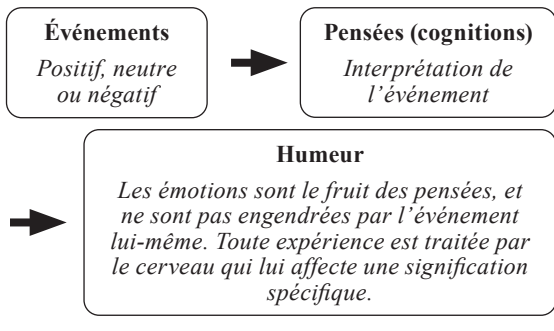 Événements
Positif, neutre
ou négatif
Pensées (cognitions)
Interprétation de
l’événement
Humeur
Les émotions sont le fruit des pensées, et
ne sont pas engendrées par l’événement
lui-même. Toute expérience est traitée par
le cerveau qui lui affecte une signification
spécifique.